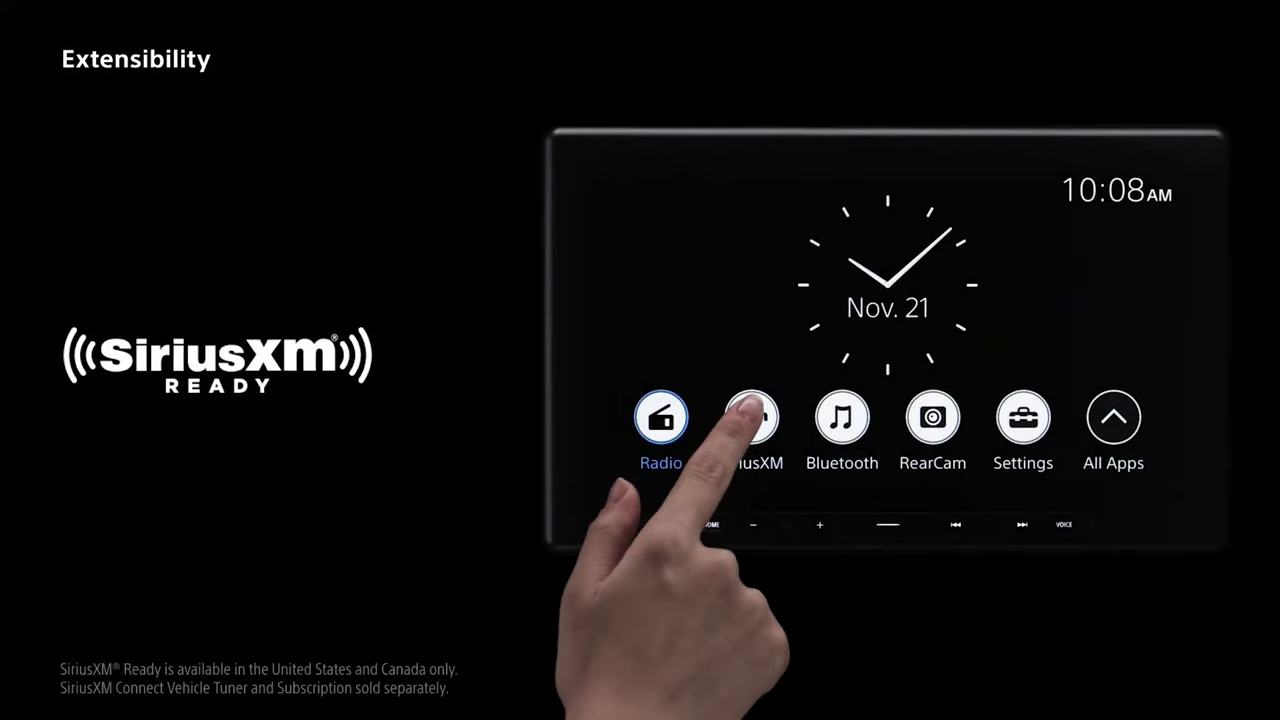 Extensibility
10:08AM
Nov. 21
SiriusXM®
READY
Radio
Bluetooth
RearCam
Settings
All Apps
VOICE
SiriusXM® Ready is available in the United States and Canada only.
SiriusXM Connect Vehicle Tuner and Subscription sold separately.